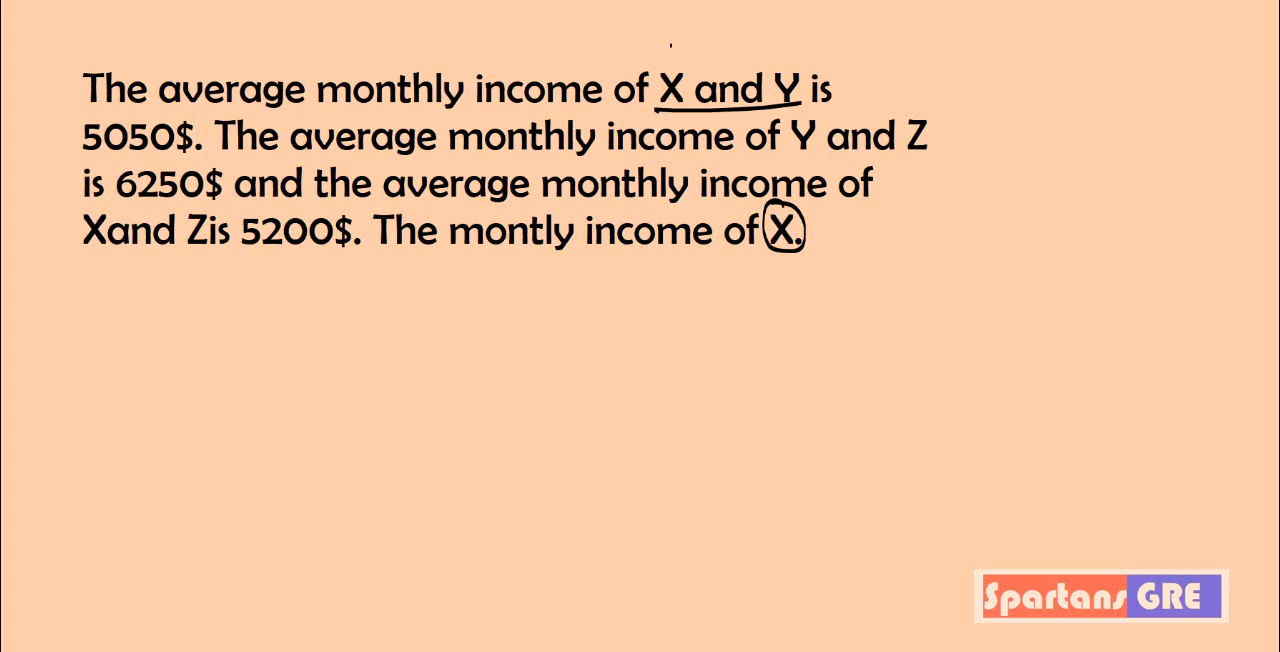 The average monthly income of X and Y is
5050$. The average monthly income of Y and Z
is 6250$ and the average monthly income of
Xand Zis 5200$. The montly income of X.
Spartans GRE